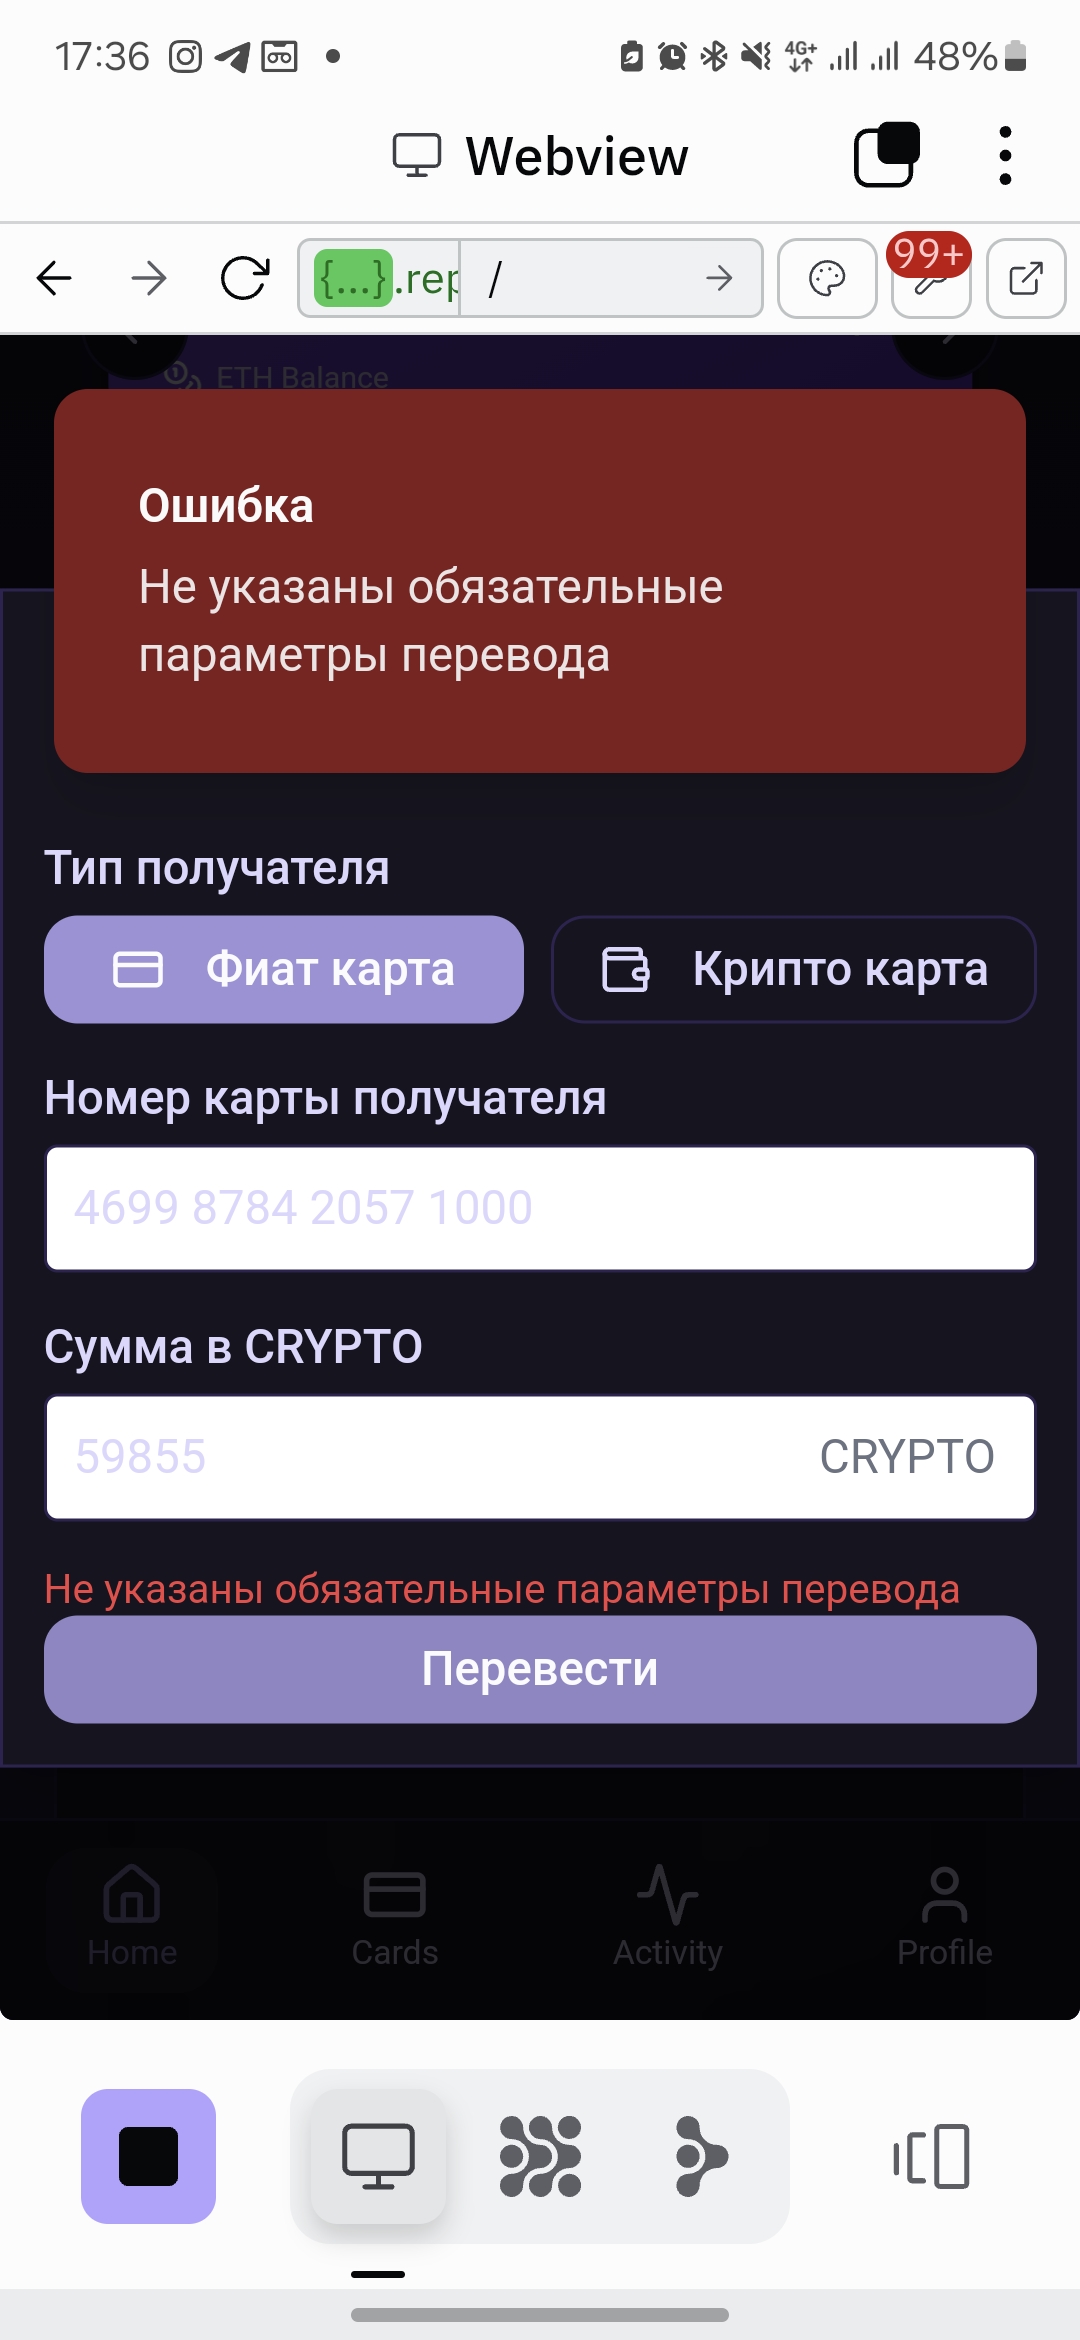 17:36
4G+
48%
Webview
{...}.rep
/
99+
ETH Balance
Ошибка
Не указаны обязательные
параметры перевода
Тип получателя
Фиат карта
Крипто карта
Номер карты получателя
4699 8784 2057 1000
Сумма в CRYPTO
59855
CRYPTO
Не указаны обязательные параметры перевода
Перевести
Home
Cards
Activity
Profile